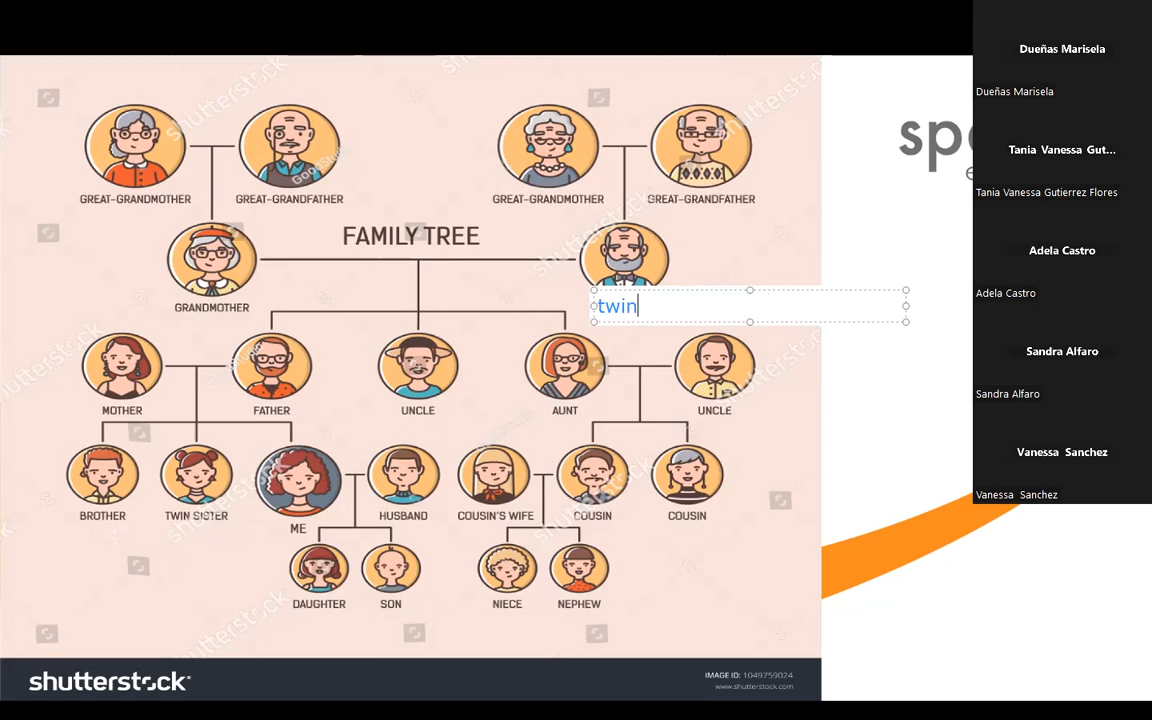 Dueñas Marisela
Dueñas Marisela
Tania Vanessa Gut...
Tania Vanessa Gutierrez Flores
Adela Castro
Adela Castro
Sandra Alfaro
Sandra Alfaro
Vanessa Sanchez
Vanessa Sanchez
GREAT-GRANDMOTHER GREAT-GRANDFATHER GREAT-GRANDMOTHER GREAT-GRANDFATHER
FAMILY TREE
GRANDMOTHER
twin
MOTHER FATHER UNCLE AUNT UNCLE
BROTHER TWIN SISTER ME HUSBAND COUSIN'S WIFE COUSIN COUSIN
DAUGHTER SON NIECE NEPHEW
shutterstock
IMAGE ID: 1049759024
www.shutterstock.com